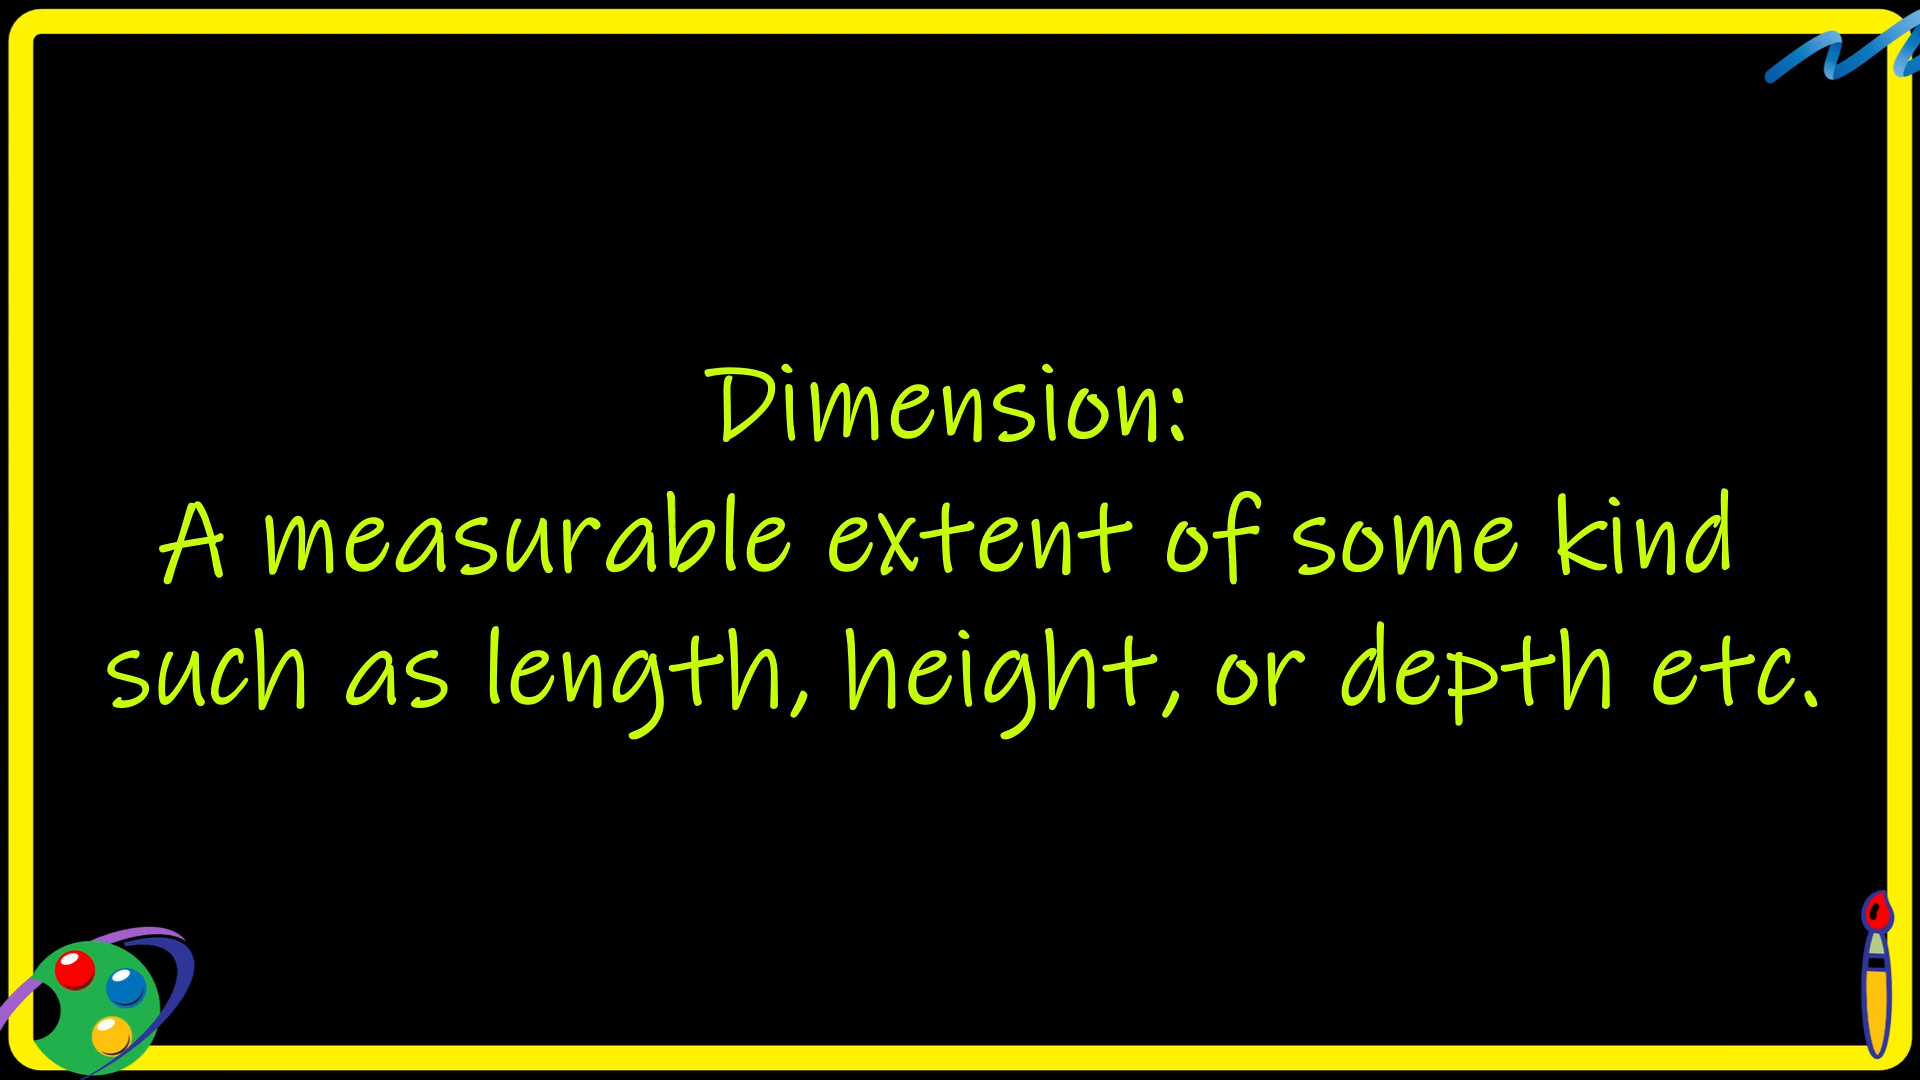 Dimension:
A measurable extent of some kind
such as length, height, or depth etc.